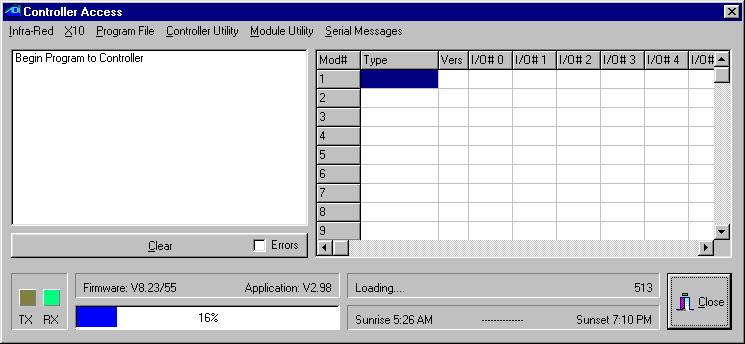 Controller Access
Infra-Red X10 Program File Controller Utility Module Utility Serial Messages
Begin Program to Controller
Mod# Type Vers I/O# 0 I/O# 1 I/O# 2 I/O# 3 I/O# 4 I/O#
1
2
3
4
5
6
7
8
9
Clear Errors
TX RX
Firmware: V8.23/55 Application: V2.98
16%
Loading.... 513
Sunrise 5:26 AM ------------- Sunset 7:10 PM
Close